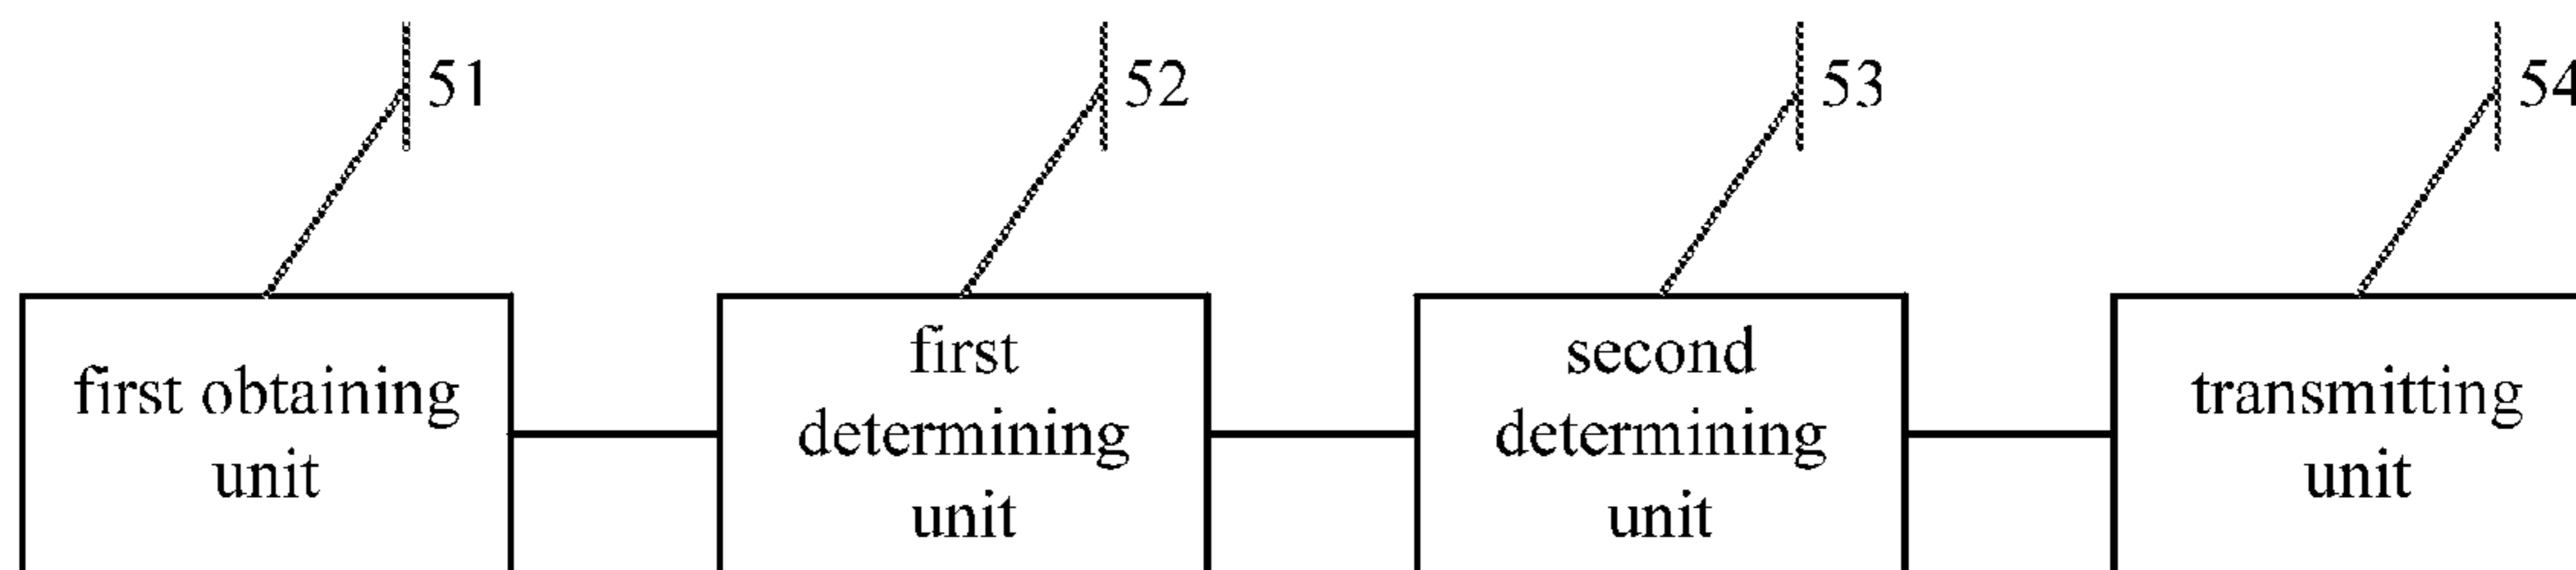 51
52
53
54
first obtaining
unit
first
determining
unit
second
determining
unit
transmitting
unit